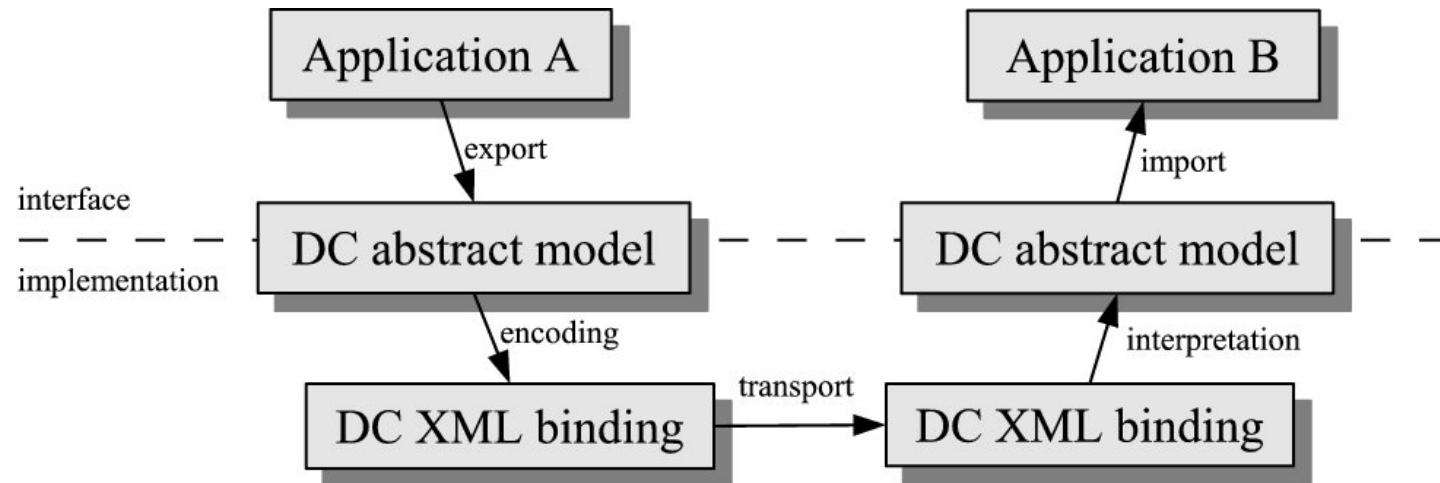 Application A
Application B
export
import
interface
DC abstract model
DC abstract model
implementation
encoding
interpretation
transport
DC XML binding
DC XML binding